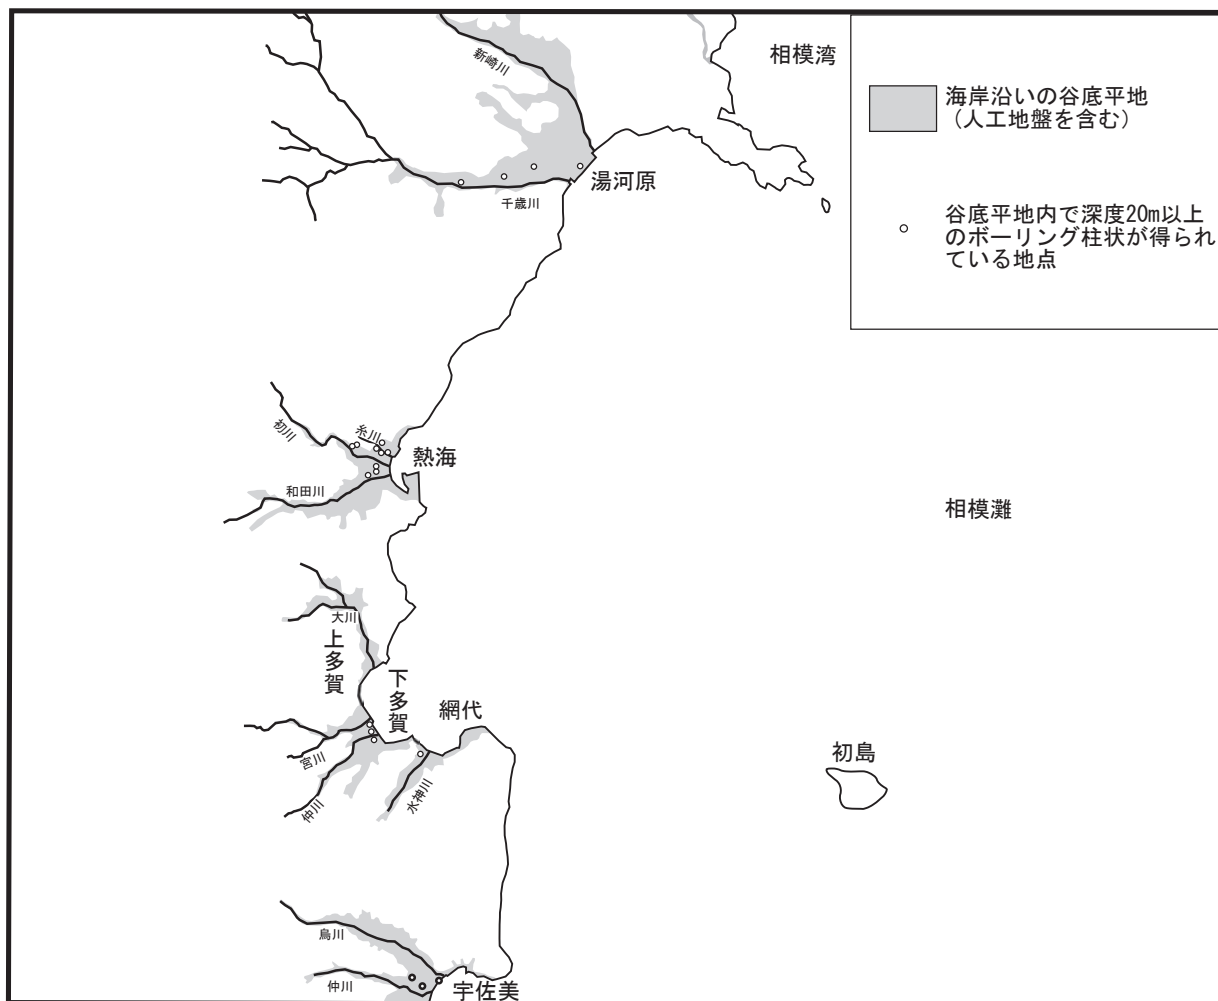 新崎川
相模湾
海岸沿いの谷底平地
（人工地盤を含む）
湯河原
千歳川
谷底平地内で深度20m以上
のボーリング柱状が得られ
ている地点
初川
糸川
熱海
和田川
相模灘
大川
上多賀
下多賀
網代
宮川
初島
仲川
水神川
烏川
仲川
宇佐美